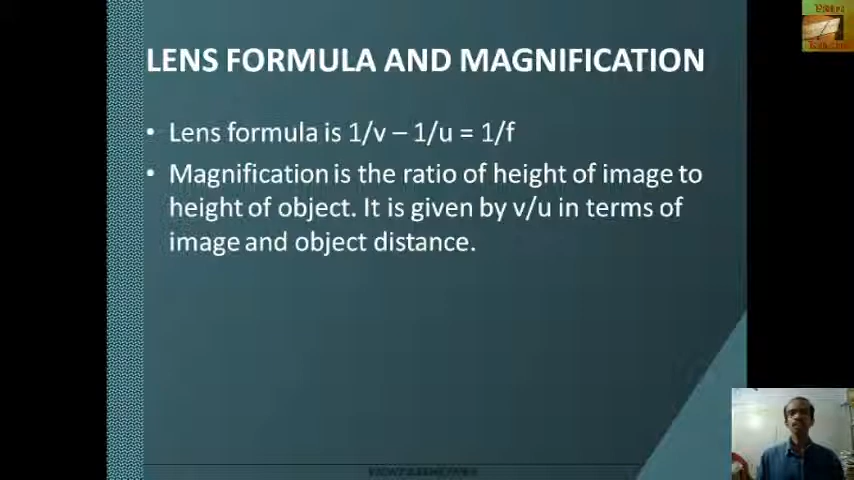 LENS FORMULA AND MAGNIFICATION
• Lens formula is 1/v – 1/u = 1/f
• Magnification is the ratio of height of image to
height of object. It is given by v/u in terms of
image and object distance.